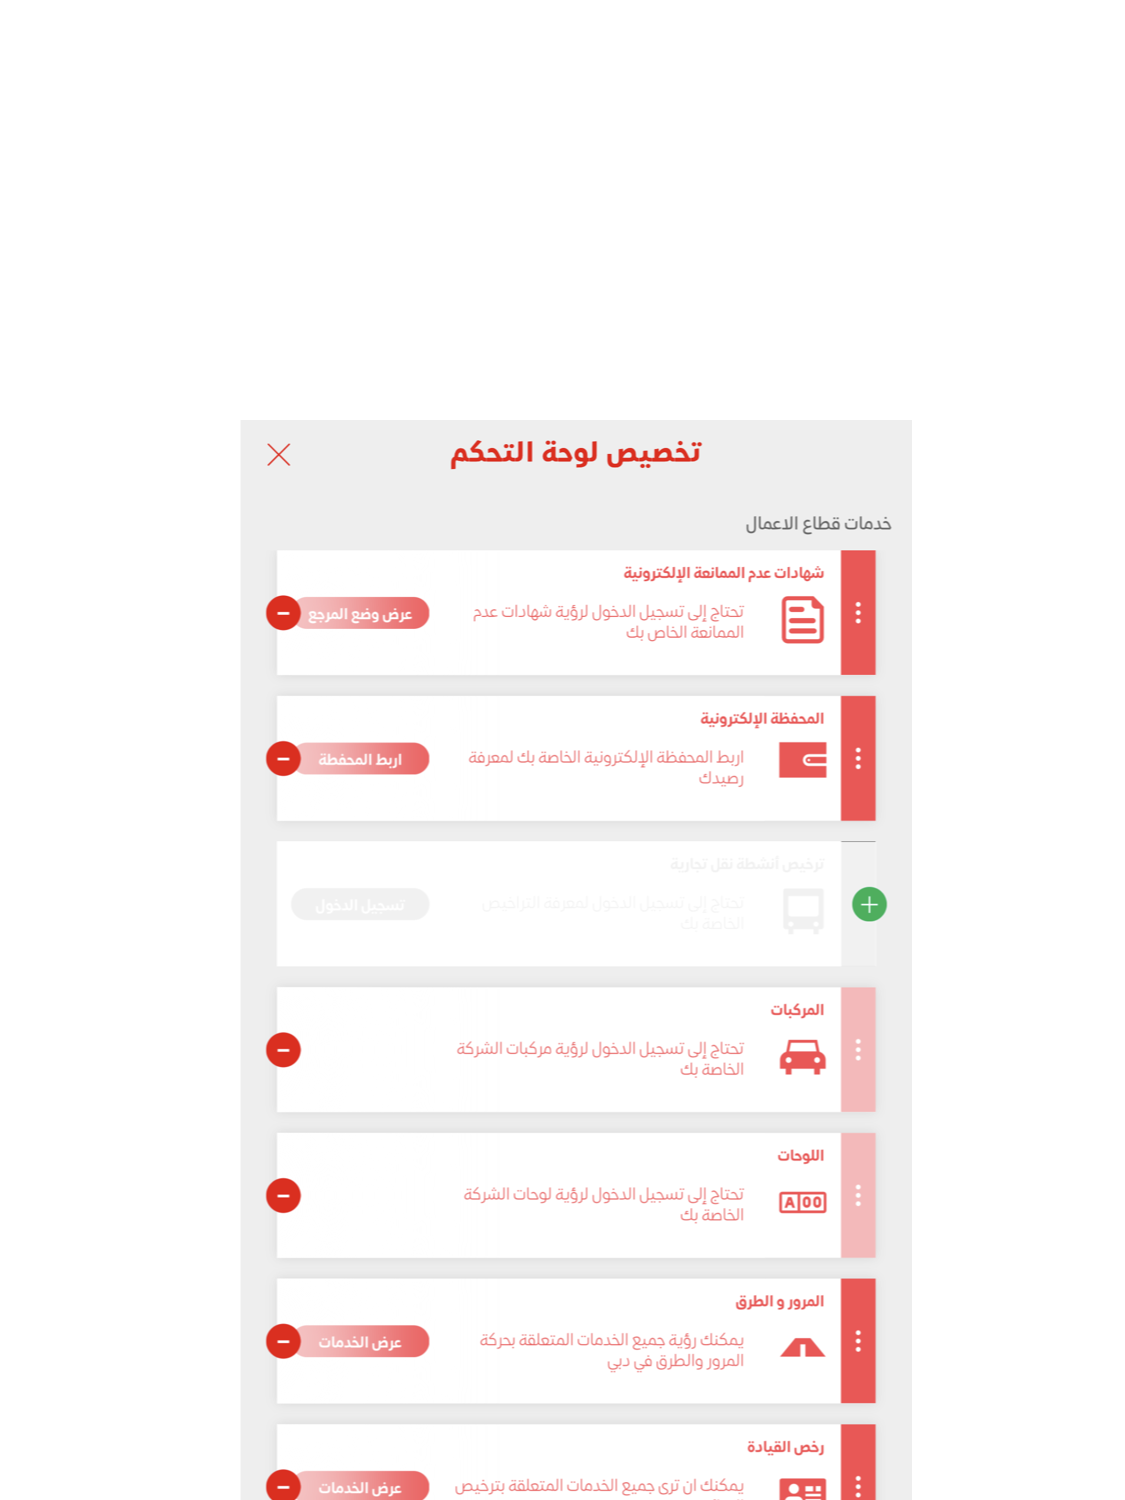 تخصيص لوحة التحكم
خدمات قطاع الاعمال
شهادات عدم الممانعة الإلكترونية
تحتاج إلى تسجيل الدخول لرؤية شهادات عدم
الممانعة الخاص بك
عرض وضع المرجع
المحفظة الإلكترونية
اربط المحفظة الإلكترونية الخاصة بك لمعرفة
رصيدك
اربط المحفظة
ترخيص أنشطة نقل تجارية
تحتاج إلى تسجيل الدخول لمعرفة التراخيص
الخاصة بك
تسجيل الدخول
المركبات
تحتاج إلى تسجيل الدخول لرؤية مركبات الشركة
الخاصة بك
اللوحات
A 00
تحتاج إلى تسجيل الدخول لرؤية لوحات الشركة
الخاصة بك
المرور و الطرق
يمكنك رؤية جميع الخدمات المتعلقة بحركة
المرور والطرق في دبي
عرض الخدمات
رخص القيادة
يمكنك ان ترى جميع الخدمات المتعلقة بترخيص
عرض الخدمات